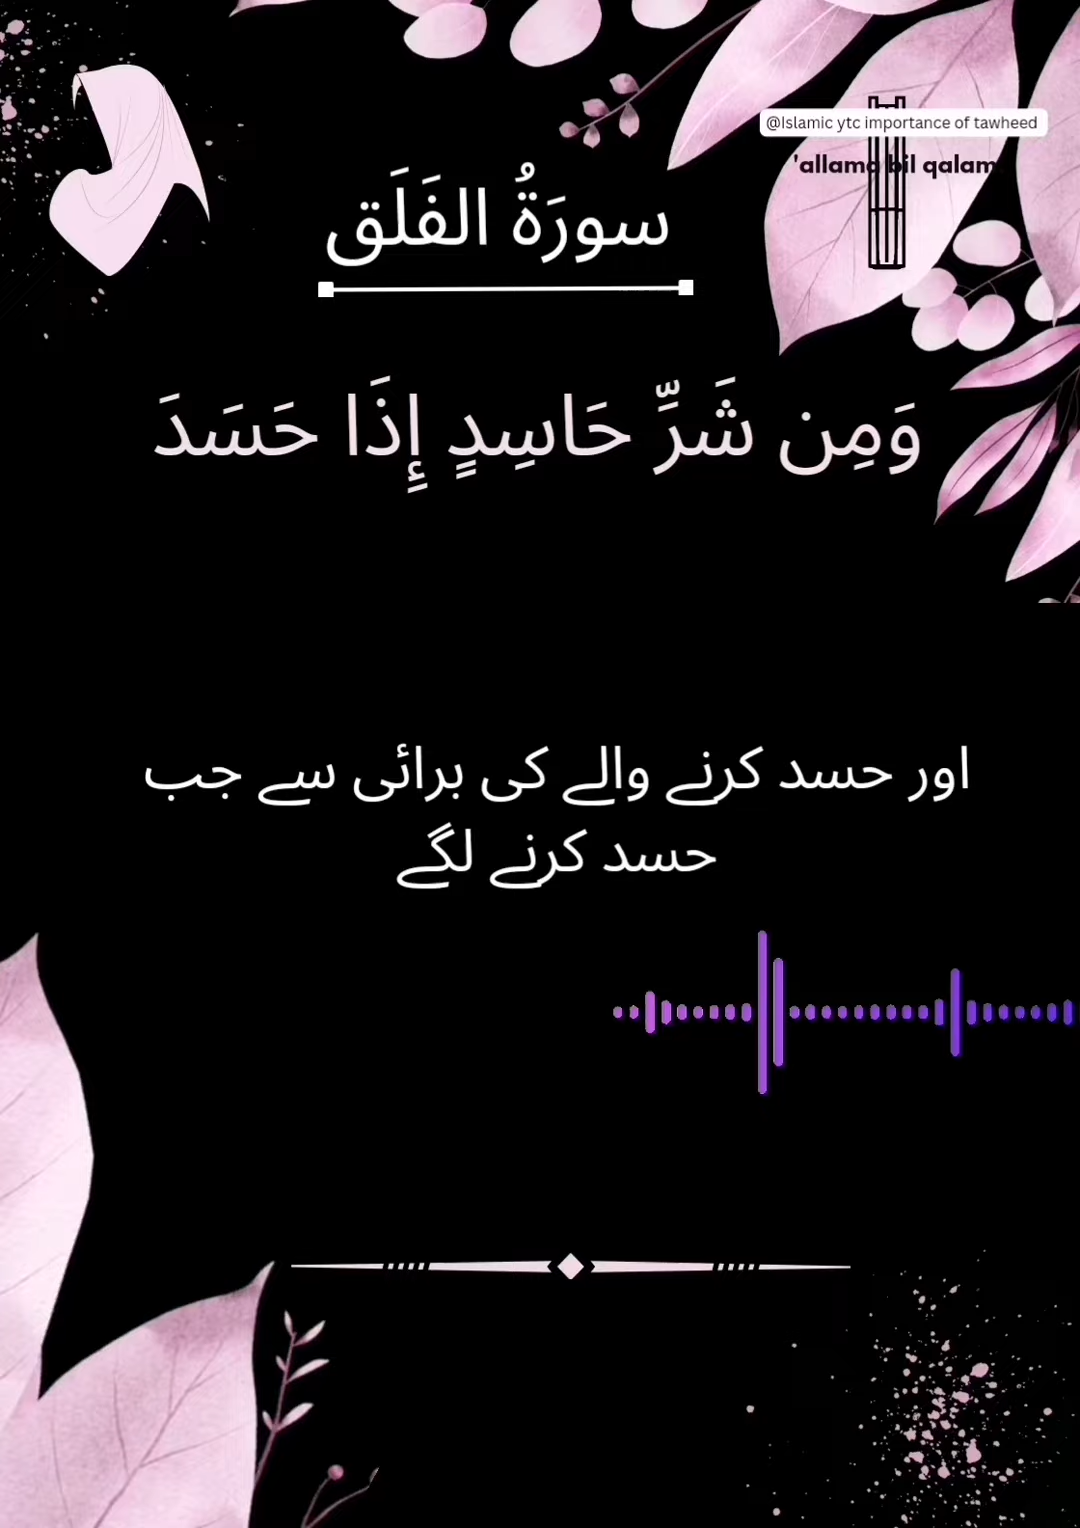 @Islamic ytc importance of tawheed
'allama bil qalam
سورَةُ الفَلَق
وَمِن شَرِّ حَاسِدٍ إِذَا حَسَدَ
اور حسد کرنے والے کی برائی سے جب
حسد کرنے لگے